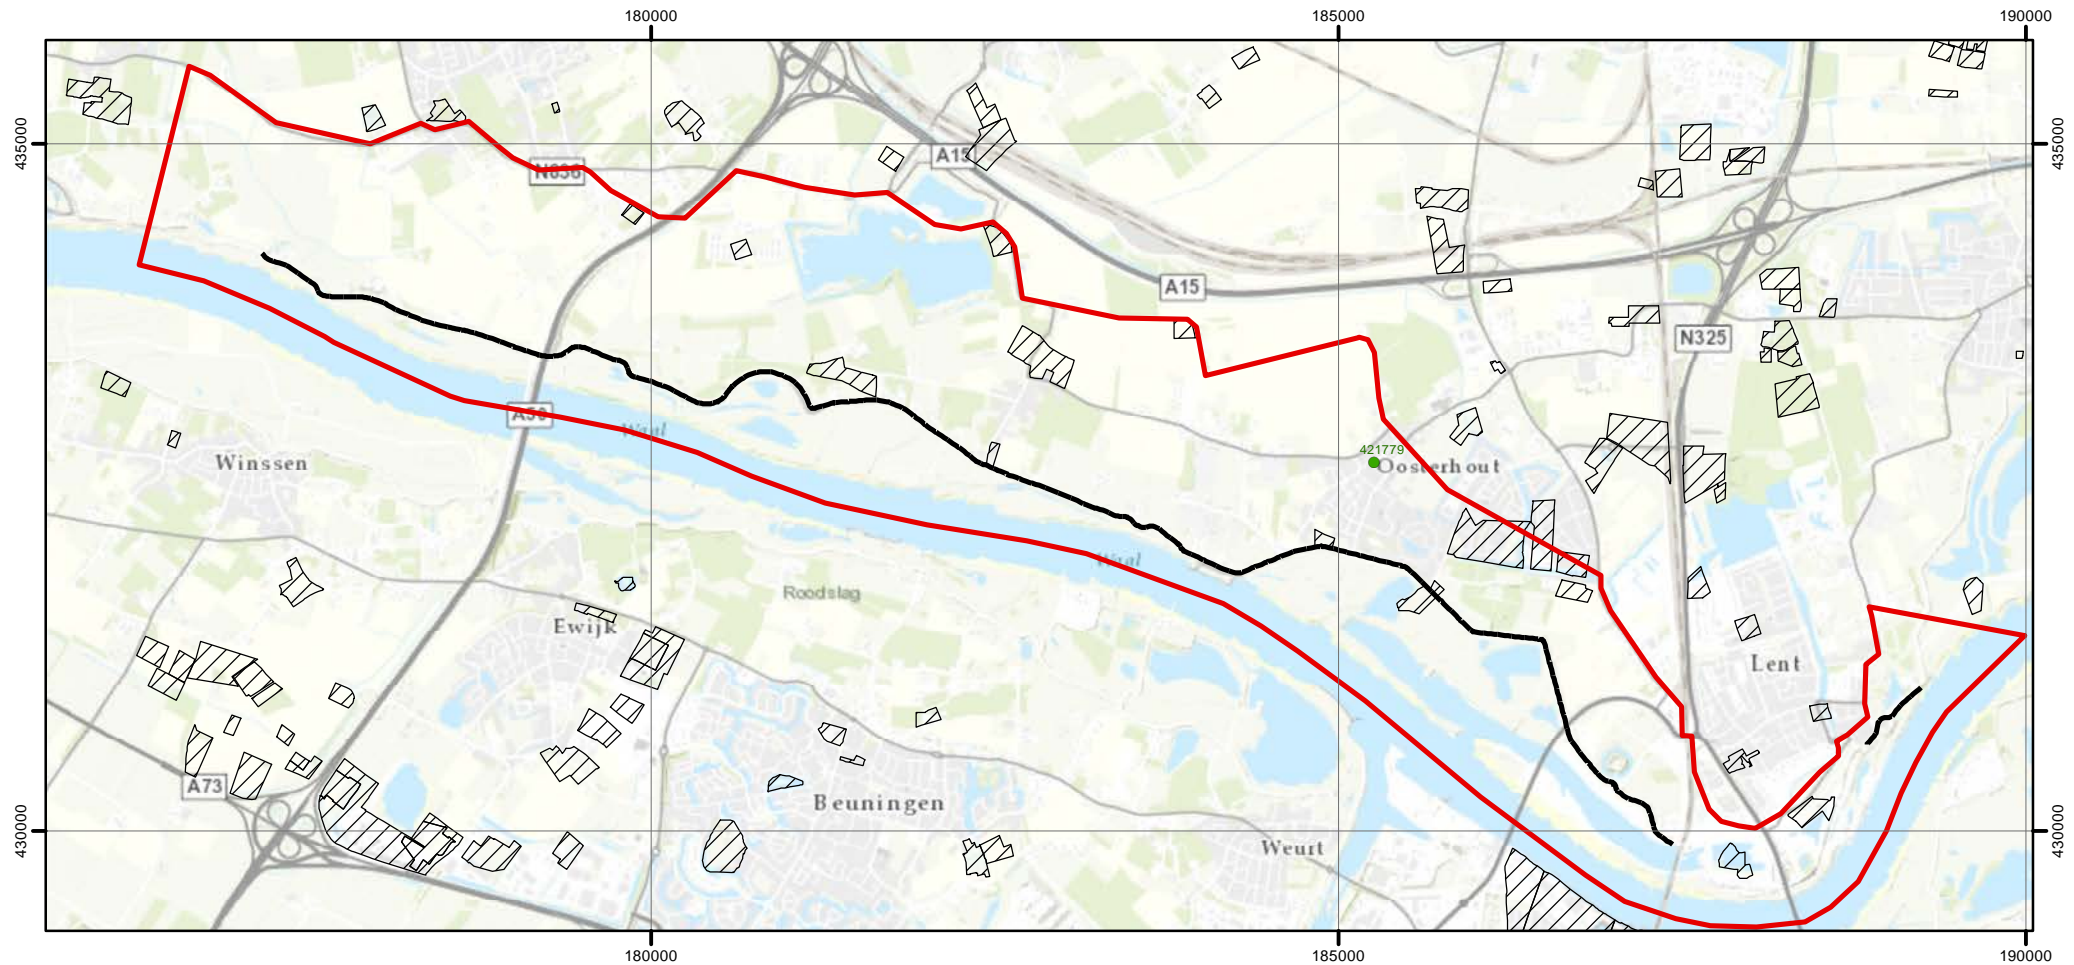 180000
185000
190000
435000
435000
A15
N836
A15
N325
A50
Waal
421779
Oosterhout
Winssen
Waal
Roodslag
Ewijk
Lent
A73
Beuningen
430000
430000
Weurt
180000
185000
190000